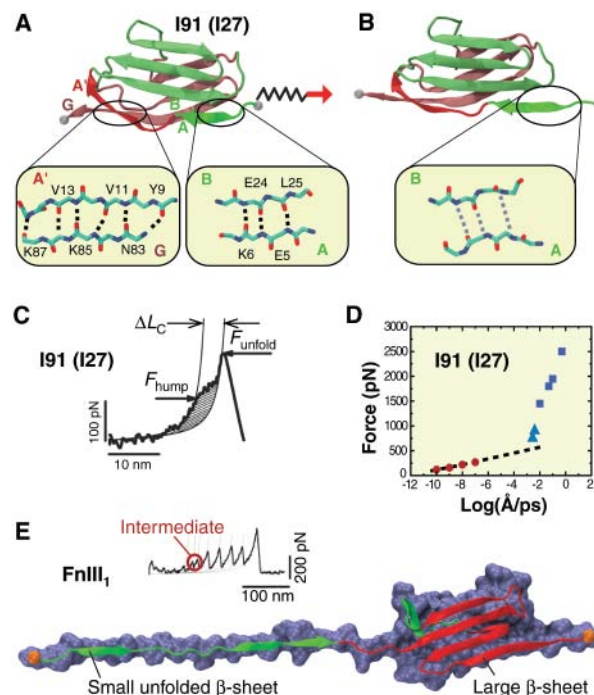 A
I91 (I27)
B
A'
G
B
A
A'
V13
V11
Y9
K87
K85
N83
G
B
E24
L25
K6
E5
A
B
A
C
ΔL_C
I91 (I27)
F_unfold
F_hump
100 pN
10 nm
D
I91 (I27)
Force (pN)
3000
2500
2000
1500
1000
500
0
-12 -10 -8 -6 -4 -2 0 2
Log(Å/ps)
E
Intermediate
FnIII₁
200 pN
100 nm
Small unfolded β-sheet
Large β-sheet